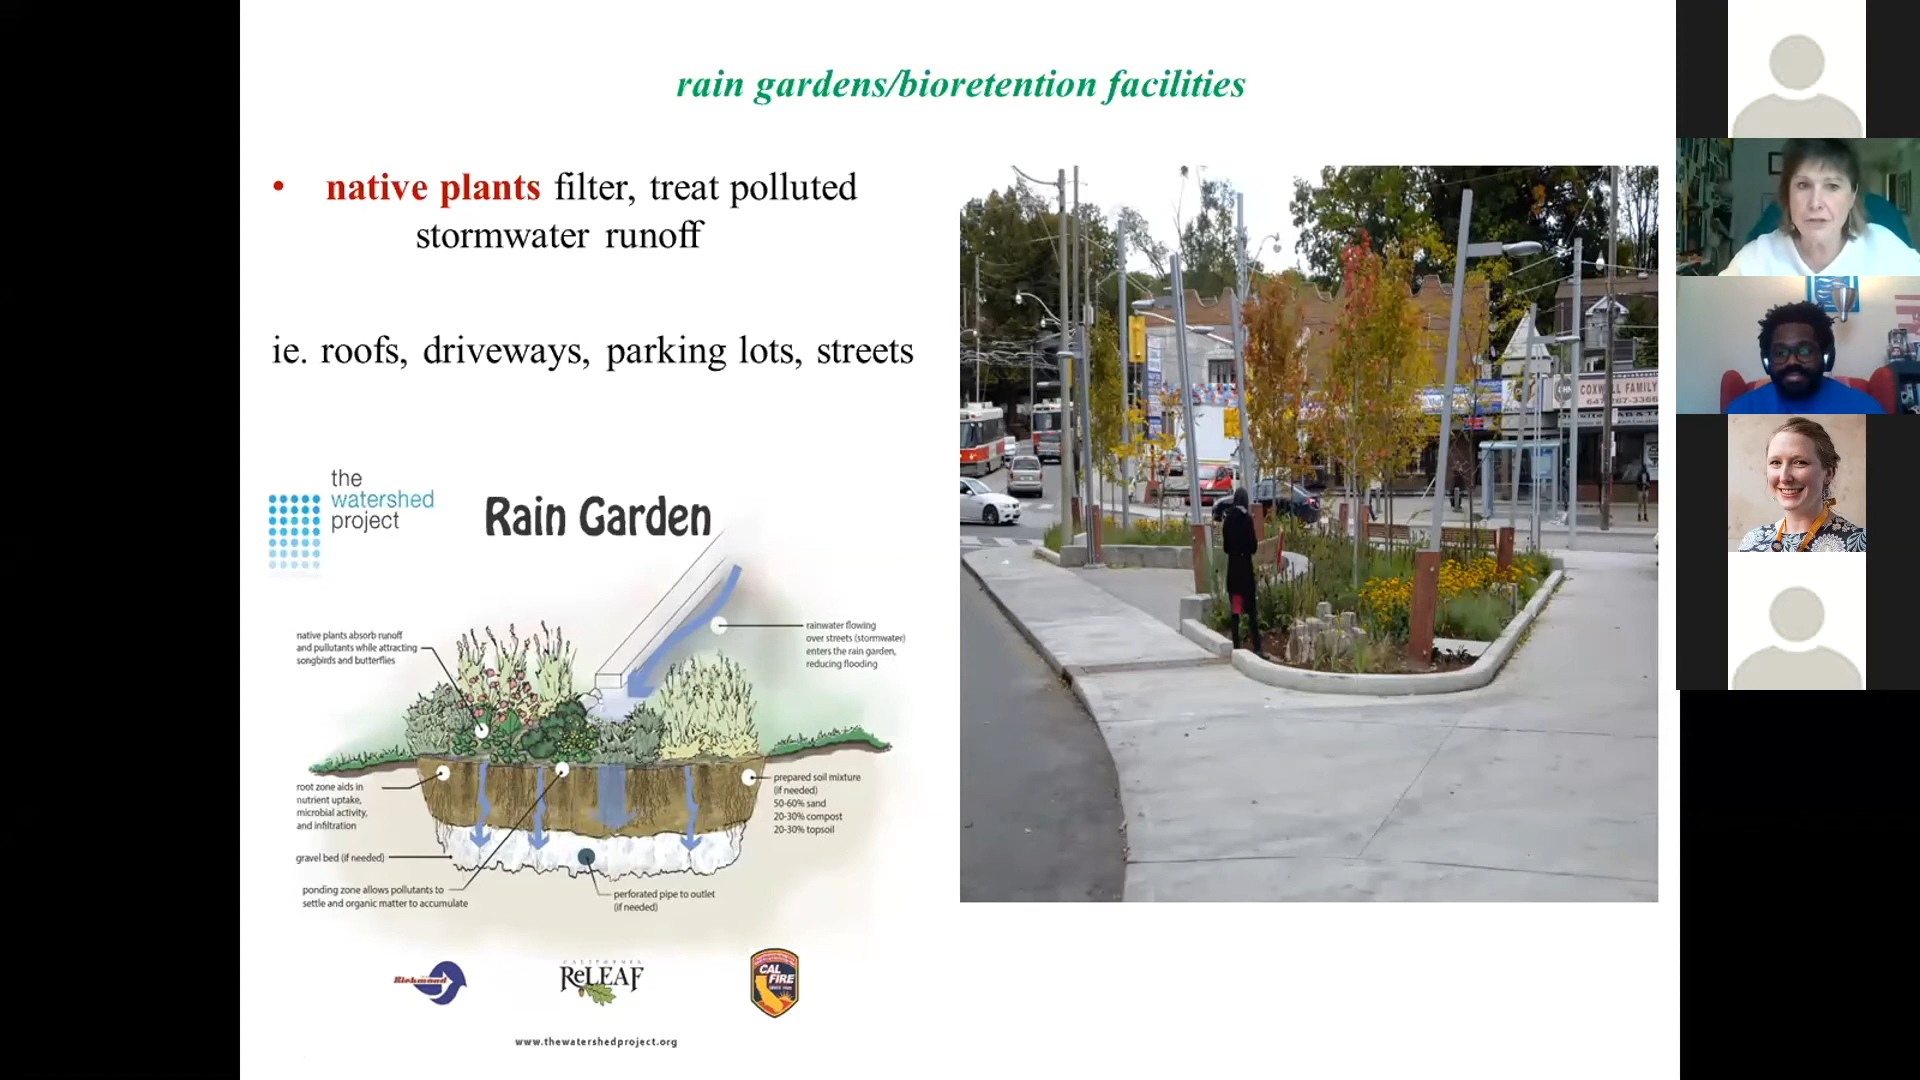 rain gardens/bioretention facilities
• native plants filter, treat polluted
stormwater runoff
ie. roofs, driveways, parking lots, streets
the
watershed
project
Rain Garden
native plants absorb runoff
and pollutants while attracting
songbirds and butterflies
rainwater flowing
over streets (stormwater)
enters the rain garden,
reducing flooding
root zone aids in
nutrient uptake,
microbial activity,
and infiltration
prepared soil mixture
(if needed)
50-60% sand
20-30% compost
20-30% topsoil
gravel bed (if needed)
ponding zone allows pollutants to
settle and organic matter to accumulate
perforated pipe to outlet
(if needed)
Richmond
CALIFORNIA
ReLEAF
CAL
FIRE
SINCE 1885
www.thewatershedproject.org
COXWELL FAMILY